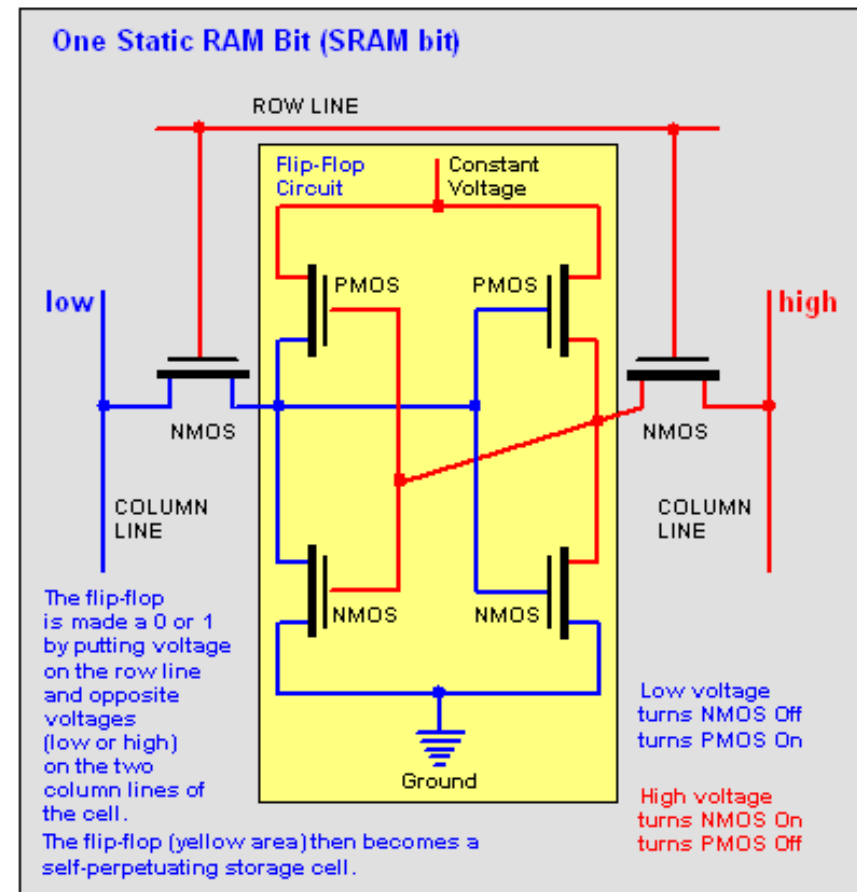 One Static RAM Bit (SRAM bit)
ROW LINE
Flip-Flop
Circuit
Constant
Voltage
PMOS
PMOS
low
high
NMOS
NMOS
COLUMN
LINE
COLUMN
LINE
NMOS
NMOS
The flip-flop
is made a 0 or 1
by putting voltage
on the row line
and opposite
voltages
(low or high)
on the two
column lines of
the cell.
The flip-flop (yellow area) then becomes a
self-perpetuating storage cell.
Ground
Low voltage
turns NMOS Off
turns PMOS On
High voltage
turns NMOS On
turns PMOS Off